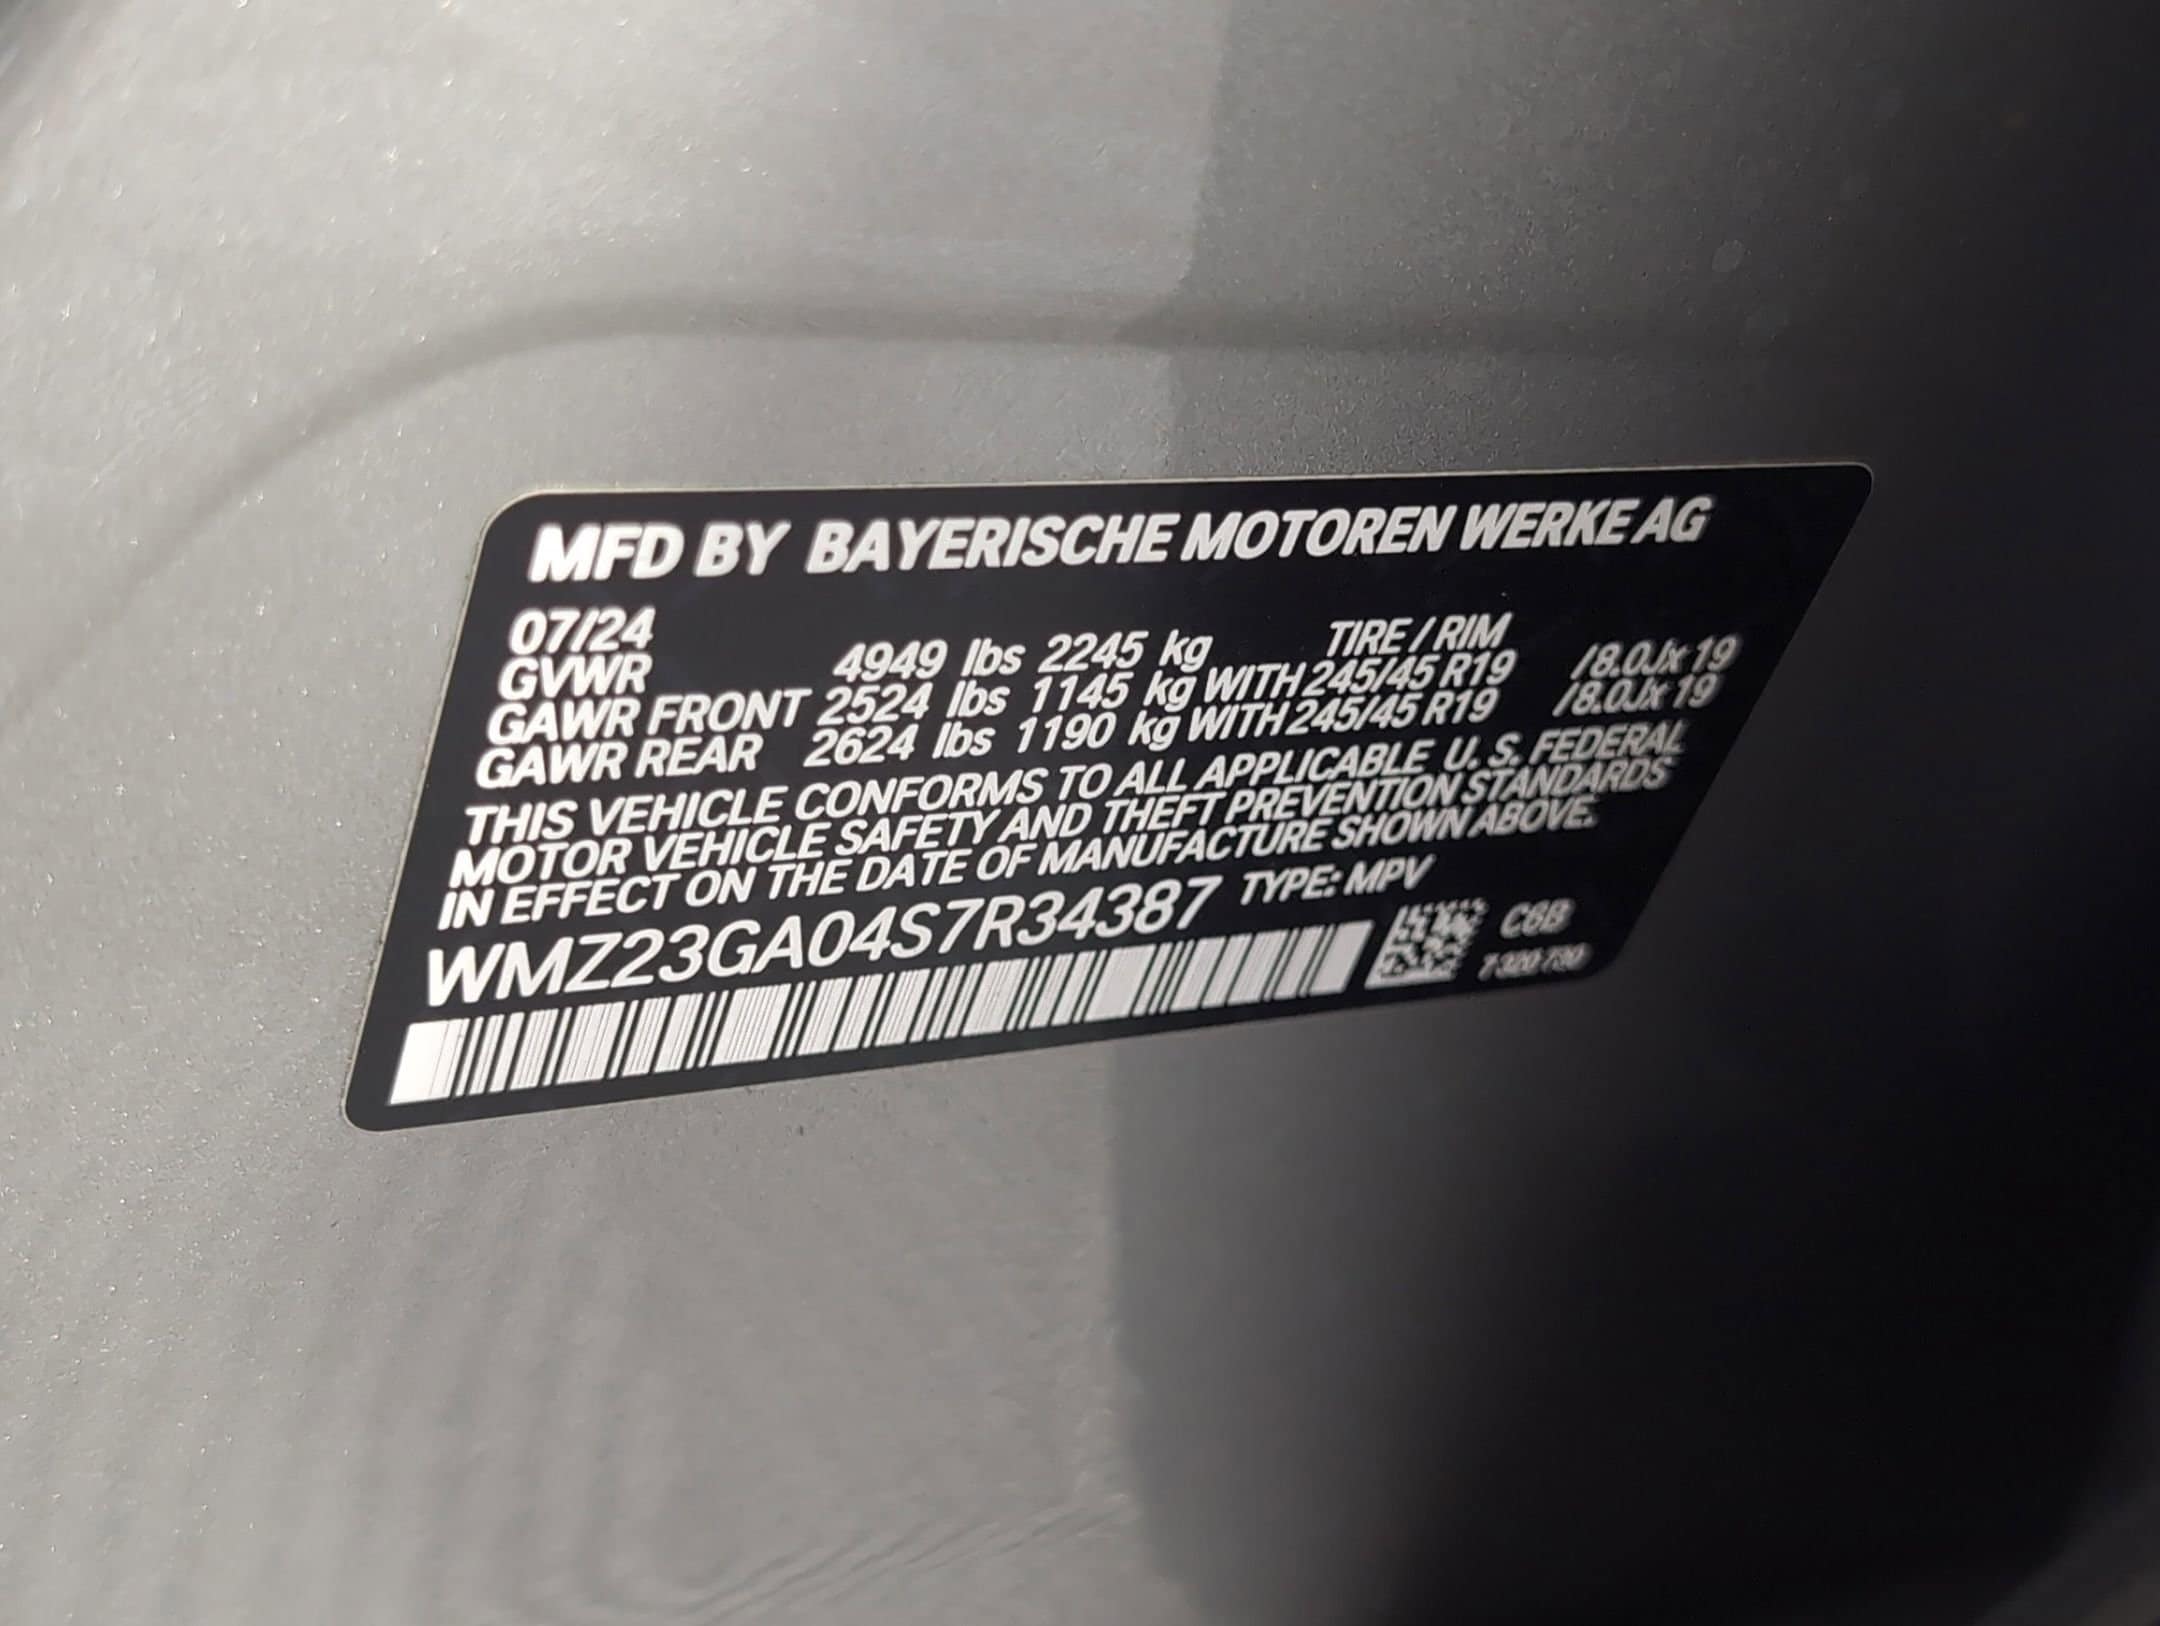 MFD BY BAYERISCHE MOTOREN WERKE AG
07/24 TIRE / RIM
GVWR 4949 lbs 2245 kg
GAWR FRONT 2524 lbs 1145 kg WITH 245/45 R19 /8.0Jx 19
GAWR REAR 2624 lbs 1190 kg WITH 245/45 R19 /8.0Jx 19
THIS VEHICLE CONFORMS TO ALL APPLICABLE U. S. FEDERAL
MOTOR VEHICLE SAFETY AND THEFT PREVENTION STANDARDS
IN EFFECT ON THE DATE OF MANUFACTURE SHOWN ABOVE.
WMZ23GA04S7R34387 TYPE: MPV
C6B
7 320 730